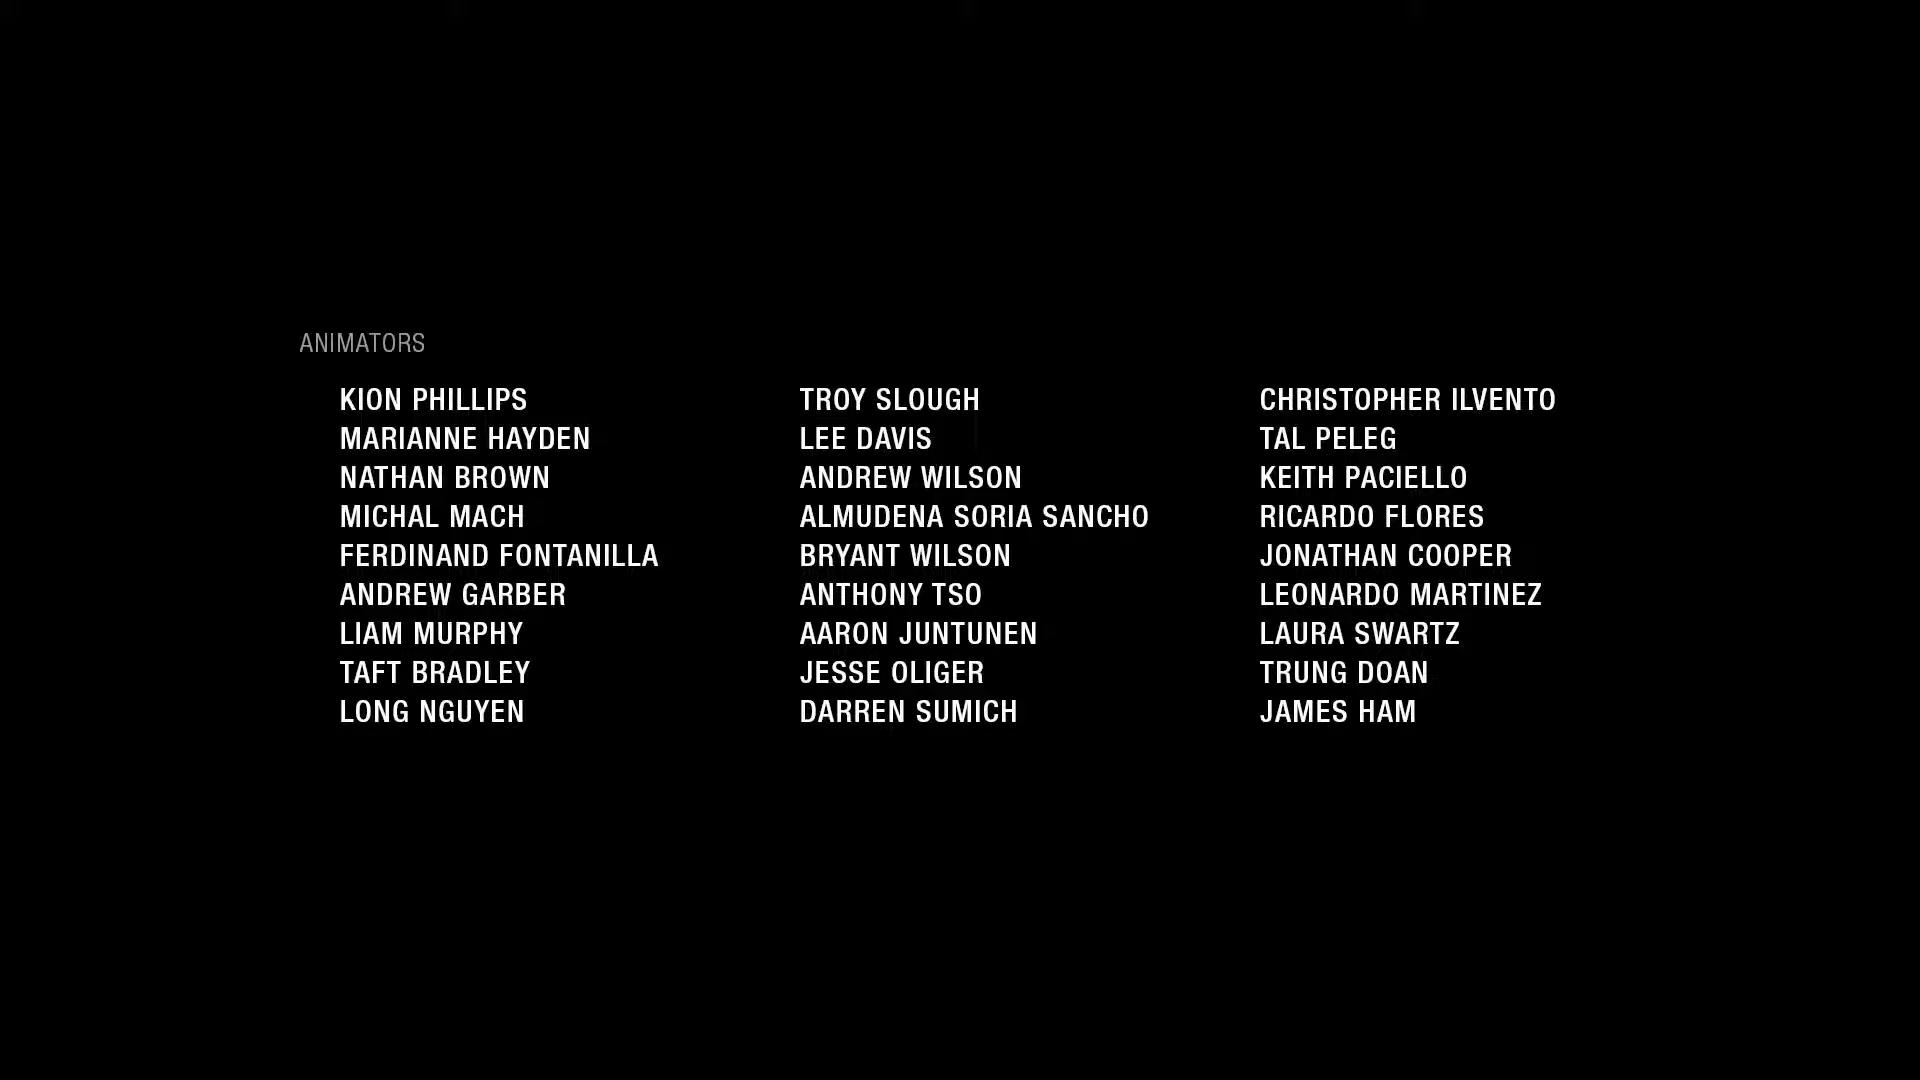 ANIMATORS
KION PHILLIPS
MARIANNE HAYDEN
NATHAN BROWN
MICHAL MACH
FERDINAND FONTANILLA
ANDREW GARBER
LIAM MURPHY
TAFT BRADLEY
LONG NGUYEN
TROY SLOUGH
LEE DAVIS
ANDREW WILSON
ALMUDENA SORIA SANCHO
BRYANT WILSON
ANTHONY TSO
AARON JUNTUNEN
JESSE OLIGER
DARREN SUMICH
CHRISTOPHER ILVENTO
TAL PELEG
KEITH PACIELLO
RICARDO FLORES
JONATHAN COOPER
LEONARDO MARTINEZ
LAURA SWARTZ
TRUNG DOAN
JAMES HAM